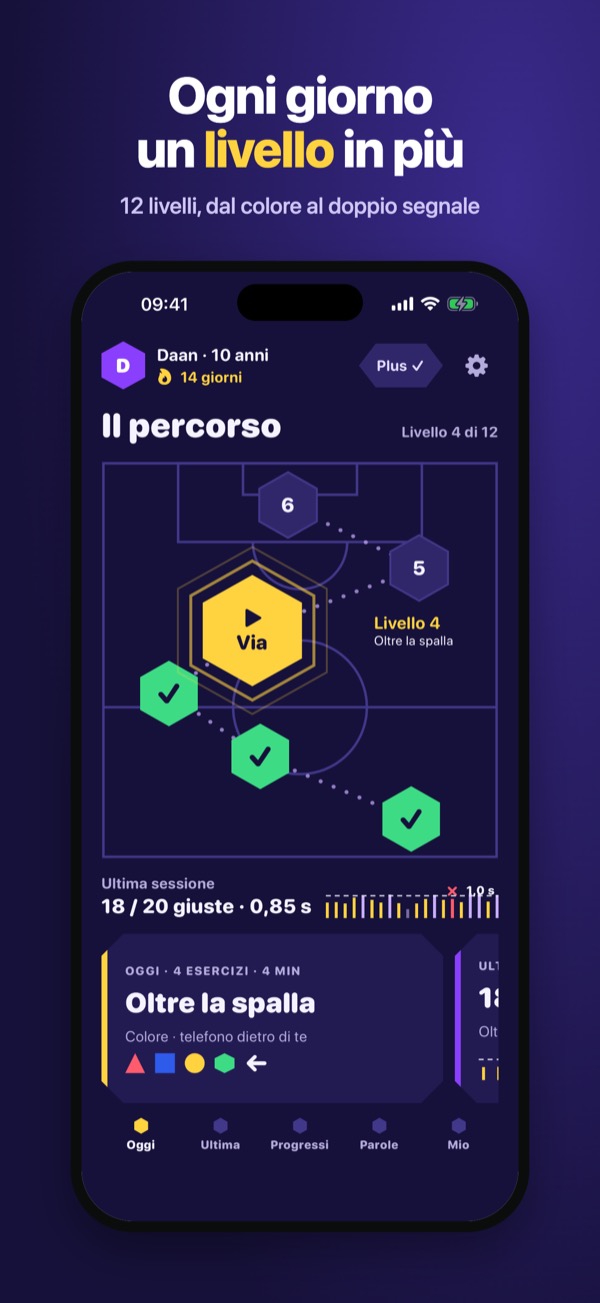 Ogni giorno
un livello in più
12 livelli, dal colore al doppio segnale
09:41
D
Daan · 10 anni
14 giorni
Plus ✓
Il percorso
Livello 4 di 12
6
5
Via
Livello 4
Oltre la spalla
Ultima sessione
18 / 20 giuste · 0,85 s
1,0 s
OGGI · 4 ESERCIZI · 4 MIN
Oltre la spalla
Colore · telefono dietro di te
Oggi
Ultima
Progressi
Parole
Mio